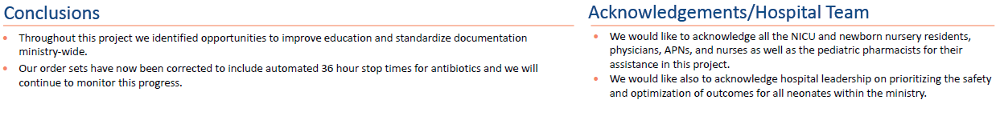 Conclusions
• Throughout this project we identified opportunities to improve education and standardize documentation
ministry-wide.
• Our order sets have now been corrected to include automated 36 hour stop times for antibiotics and we will
continue to monitor this progress.
Acknowledgements/Hospital Team
• We would like to acknowledge all the NICU and newborn nursery residents,
physicians, APNs, and nurses as well as the pediatric pharmacists for their
assistance in this project.
• We would like also to acknowledge hospital leadership on prioritizing the safety
and optimization of outcomes for all neonates within the ministry.